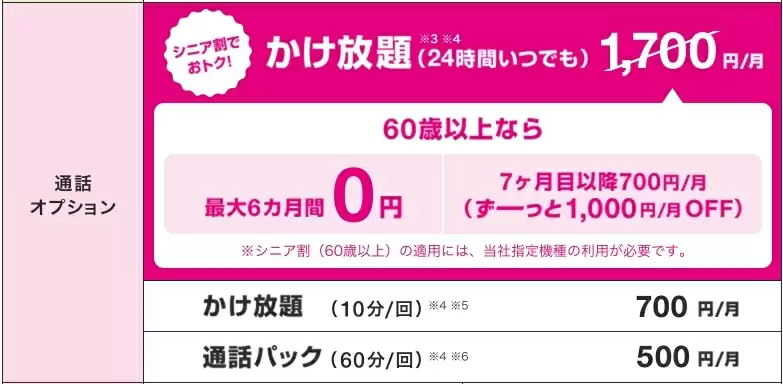 シニア割で
おトク!
かけ放題※3 ※4(24時間いつでも) 1,700円/月
60歳以上なら
最大6カ月間0円
7ヶ月目以降700円/月
(ずーっと1,000円/月OFF)
※シニア割(60歳以上)の適用には、当社指定機種の利用が必要です。
通話
オプション
かけ放題 (10分/回)※4 ※5 700 円/月
通話パック(60分/回)※4 ※6 500 円/月